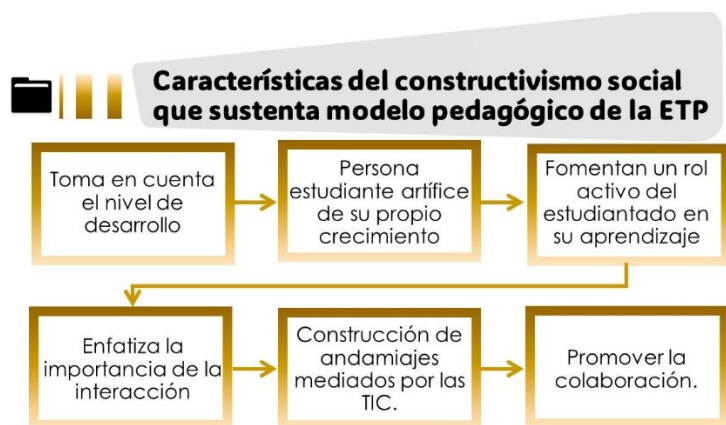 Características del constructivismo social
que sustenta modelo pedagógico de la ETP
Toma en cuenta
el nivel de
desarrollo
Persona
estudiante artífice
de su propio
crecimiento
Fomentan un rol
activo del
estudiantado en
su aprendizaje
Enfatiza la
importancia de la
interacción
Construcción de
andamiajes
mediados por las
TIC.
Promover la
colaboración.